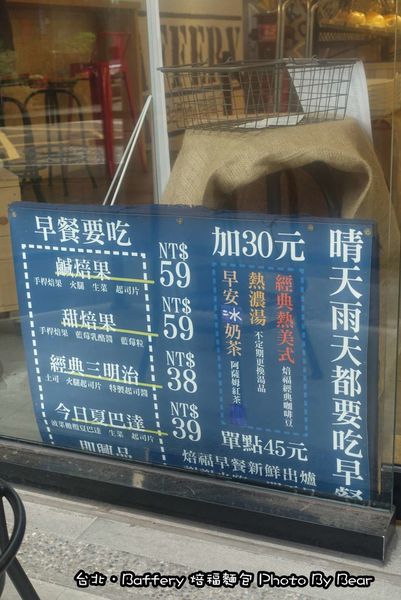 早餐要吃
鹹焙果
手桿焙果 火腿 生菜 起司片
NT$
59
甜焙果
手桿焙果 藍莓乳酪醬 藍莓粒
NT$
59
經典三明治
土司 火腿起司片 特製起司醬
NT$
38
今日夏巴達
生菜 起司片
NT$
39
加30元
經典熱美式
焙福經典咖啡豆
熱濃湯
不定期更換湯品
早安冰奶茶
阿薩姆紅茶
單點45元
焙福早餐新鮮出爐
晴天雨天都要吃早餐
台北・Baffery 焙福麵包 Photo By Bear